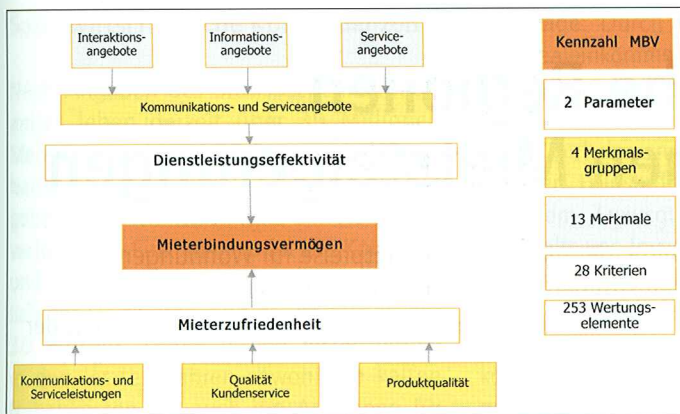 Interaktions-
angebote
Informations-
angebote
Service-
angebote
Kommunikations- und Serviceangebote
Dienstleistungseffektivität
Mieterbindungsvermögen
Mieterzufriedenheit
Kommunikations- und
Serviceleistungen
Qualität
Kundenservice
Produktqualität
Kennzahl MBV
2 Parameter
4 Merkmals-
gruppen
13 Merkmale
28 Kriterien
253 Wertungs-
elemente